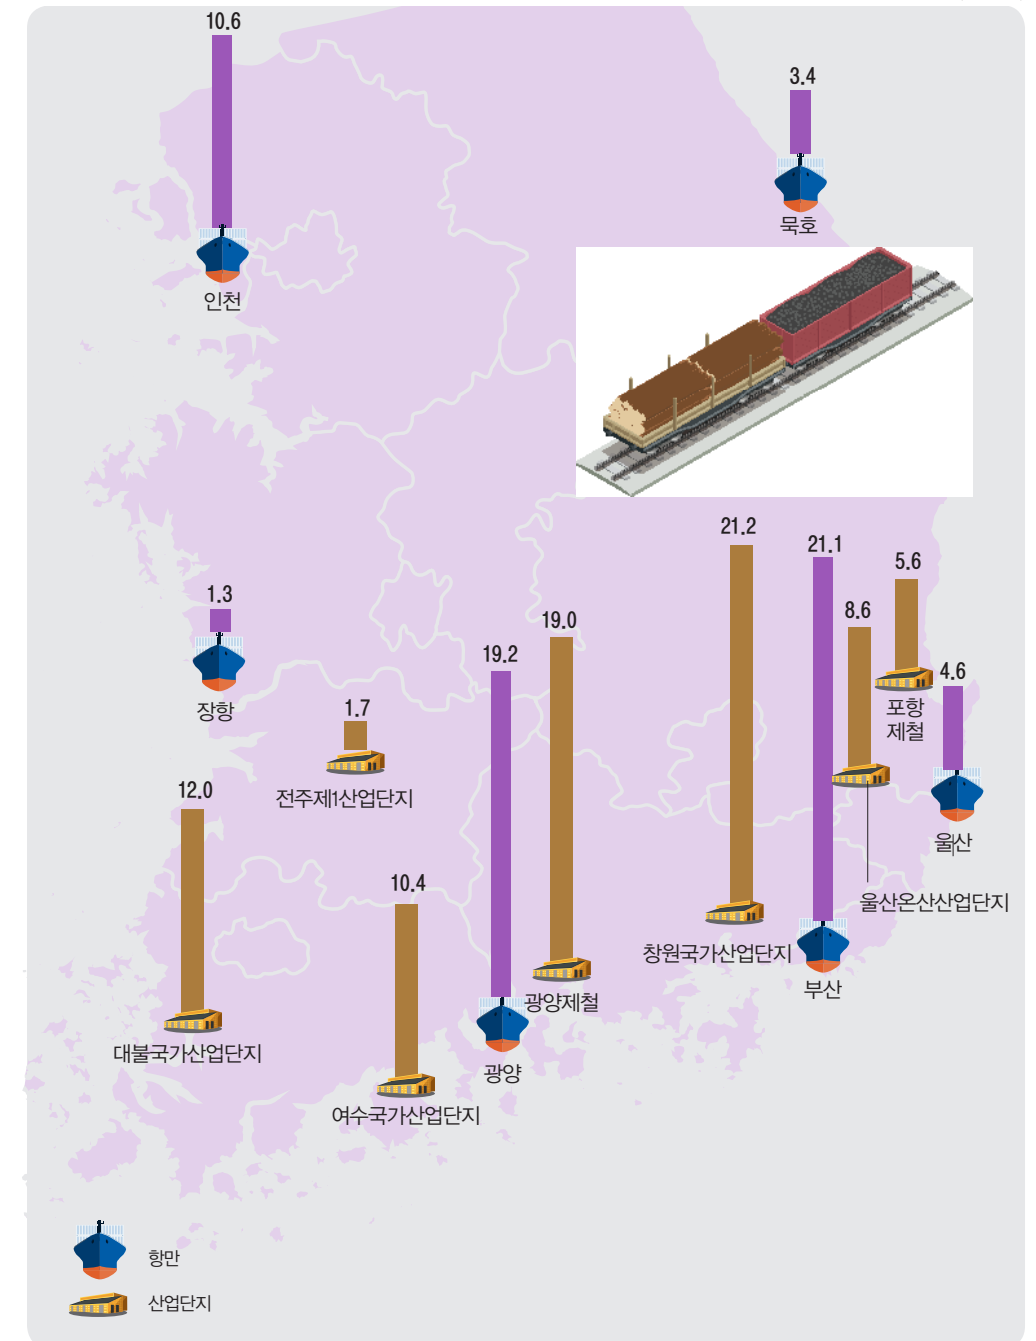 10.6
인천
3.4
묵호
1.3
장항
1.7
전주제1산업단지
12.0
대불국가산업단지
10.4
여수국가산업단지
19.2
광양
19.0
광양제철
21.2
창원국가산업단지
21.1
부산
8.6
울산온산산업단지
5.6
포항
제철
4.6
울산
항만
산업단지